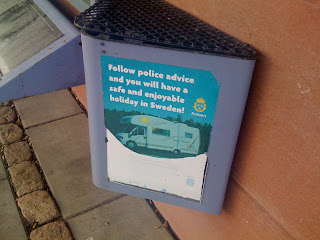 Follow police advice
and you will have a
safe and enjoyable
holiday in Sweden!